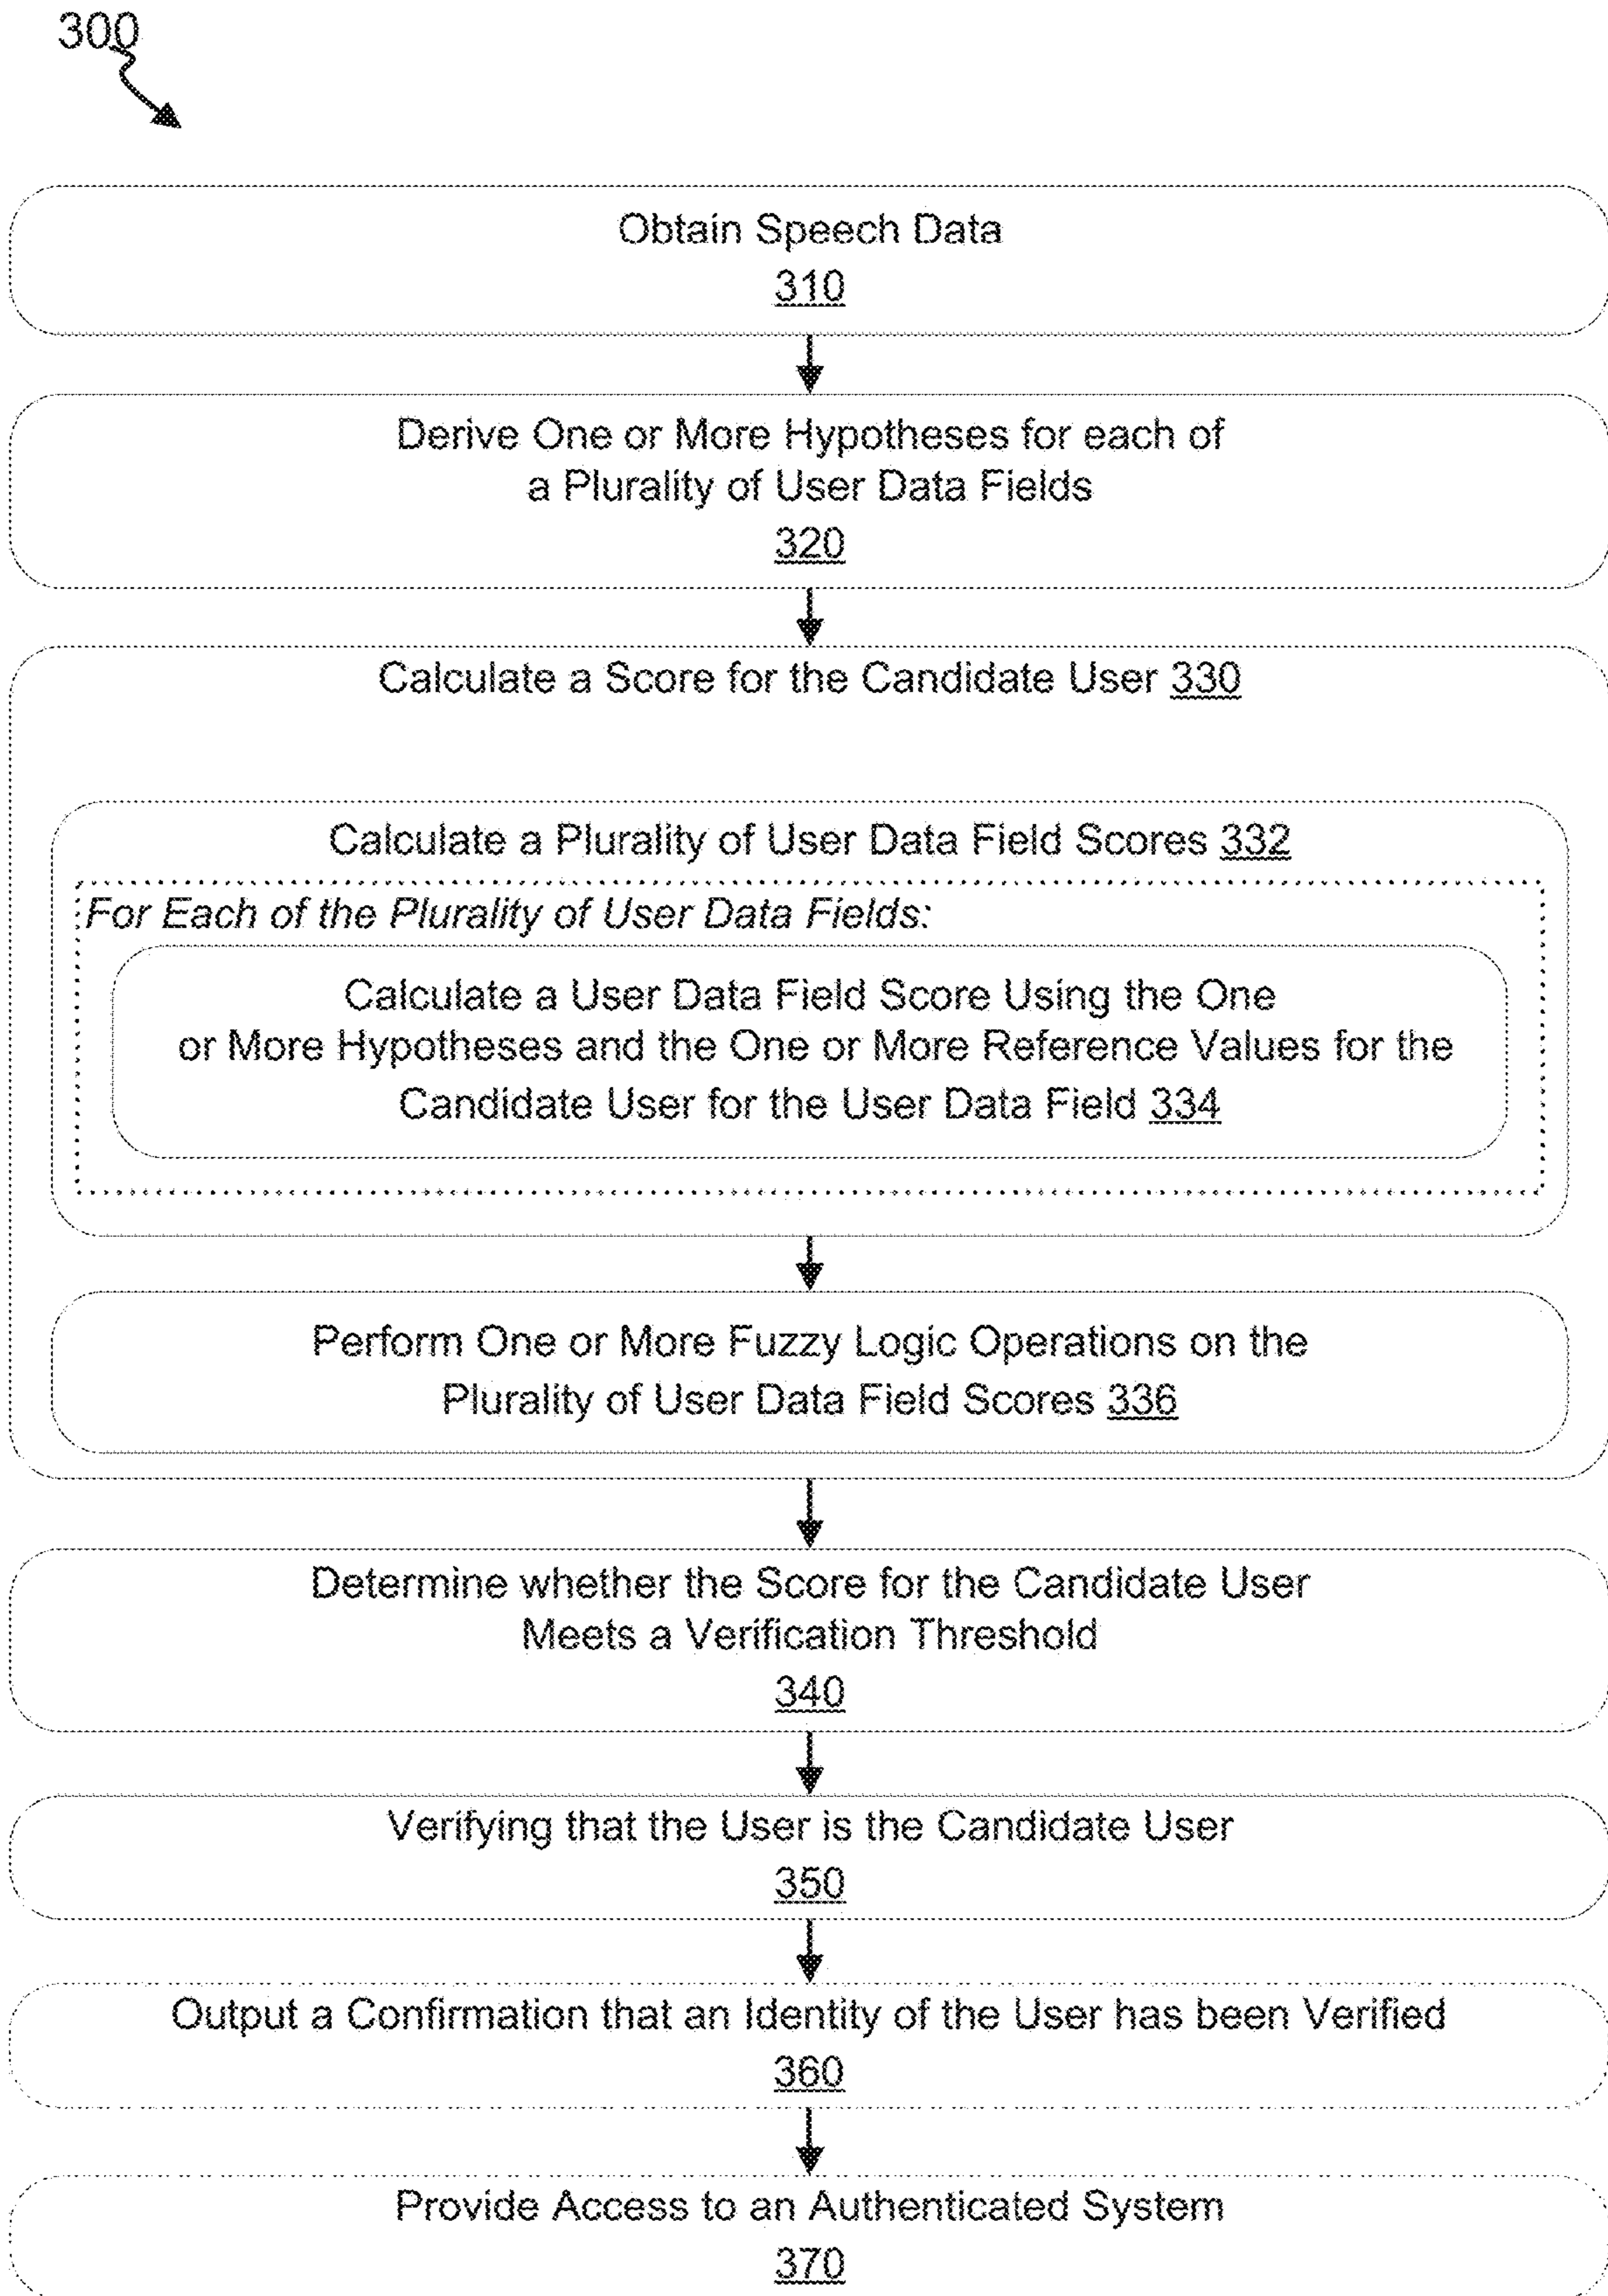 300
Obtain Speech Data
310
Derive One or More Hypotheses for each of
a Plurality of User Data Fields
320
Calculate a Score for the Candidate User 330
Calculate a Plurality of User Data Field Scores 332
For Each of the Plurality of User Data Fields:
Calculate a User Data Field Score Using the One
or More Hypotheses and the One or More Reference Values for the
Candidate User for the User Data Field 334
Perform One or More Fuzzy Logic Operations on the
Plurality of User Data Field Scores 336
Determine whether the Score for the Candidate User
Meets a Verification Threshold
340
Verifying that the User is the Candidate User
350
Output a Confirmation that an Identity of the User has been Verified
360
Provide Access to an Authenticated System
370